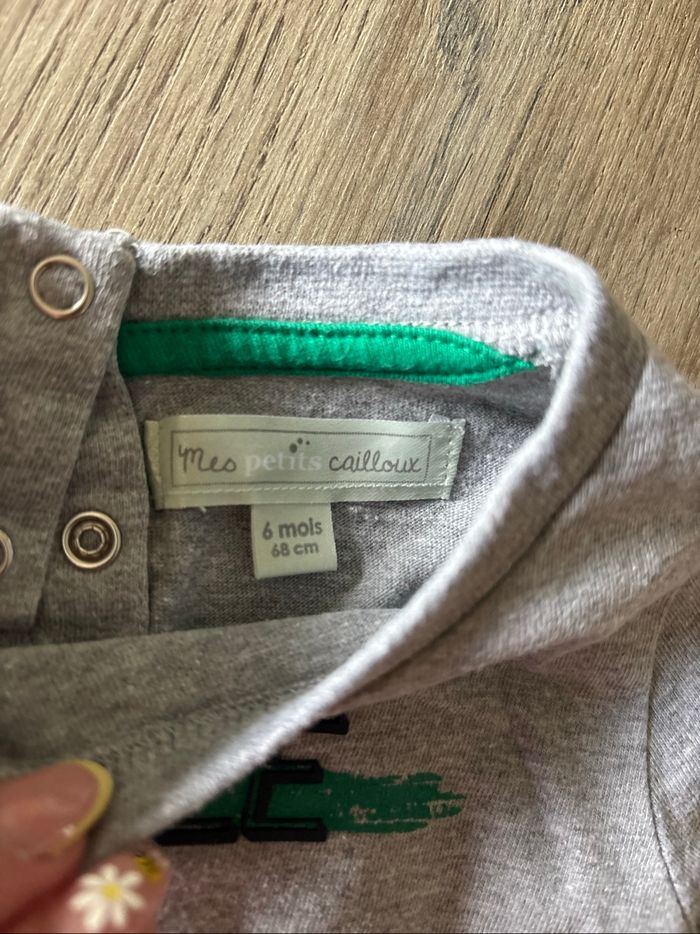 Mes petits cailloux
6 mois
68 cm